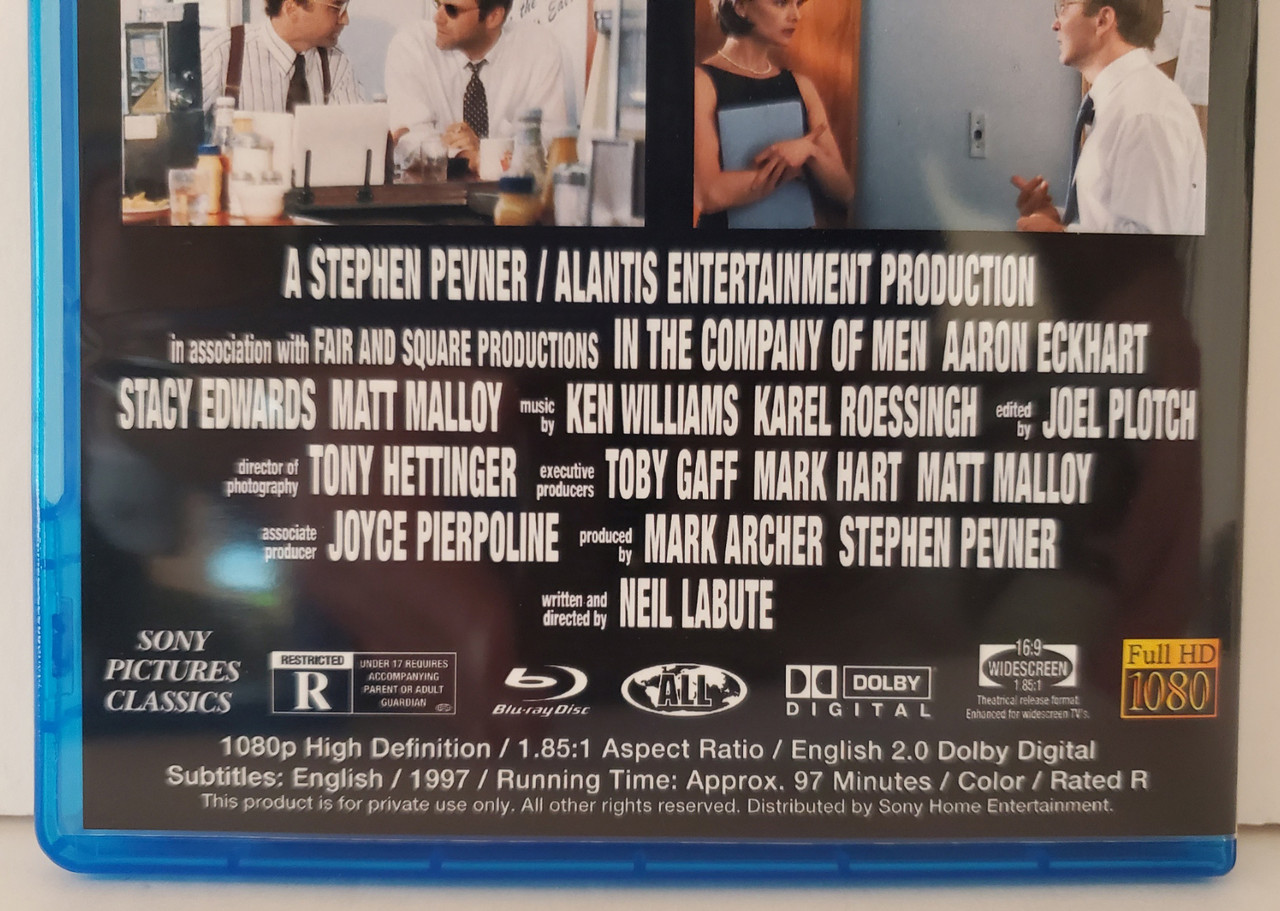 the
A STEPHEN PEVNER / ALANTIS ENTERTAINMENT PRODUCTION
in association with FAIR AND SQUARE PRODUCTIONS IN THE COMPANY OF MEN AARON ECKHART
STACY EDWARDS MATT MALLOY music by KEN WILLIAMS KAREL ROESSINGH edited by JOEL PLOTCH
director of photography TONY HETTINGER executive producers TOBY GAFF MARK HART MATT MALLOY
associate producer JOYCE PIERPOLINE produced by MARK ARCHER STEPHEN PEVNER
written and directed by NEIL LABUTE
SONY
PICTURES
CLASSICS
RESTRICTED
R
UNDER 17 REQUIRES
ACCOMPANYING
PARENT OR ADULT
GUARDIAN
Blu-ray Disc
ALL
DOLBY
DIGITAL
16:9
WIDESCREEN
1.85:1
Theatrical release format.
Enhanced for widescreen TV's.
Full HD
1080
1080p High Definition / 1.85:1 Aspect Ratio / English 2.0 Dolby Digital
Subtitles: English / 1997 / Running Time: Approx. 97 Minutes / Color / Rated R
This product is for private use only. All other rights reserved. Distributed by Sony Home Entertainment.